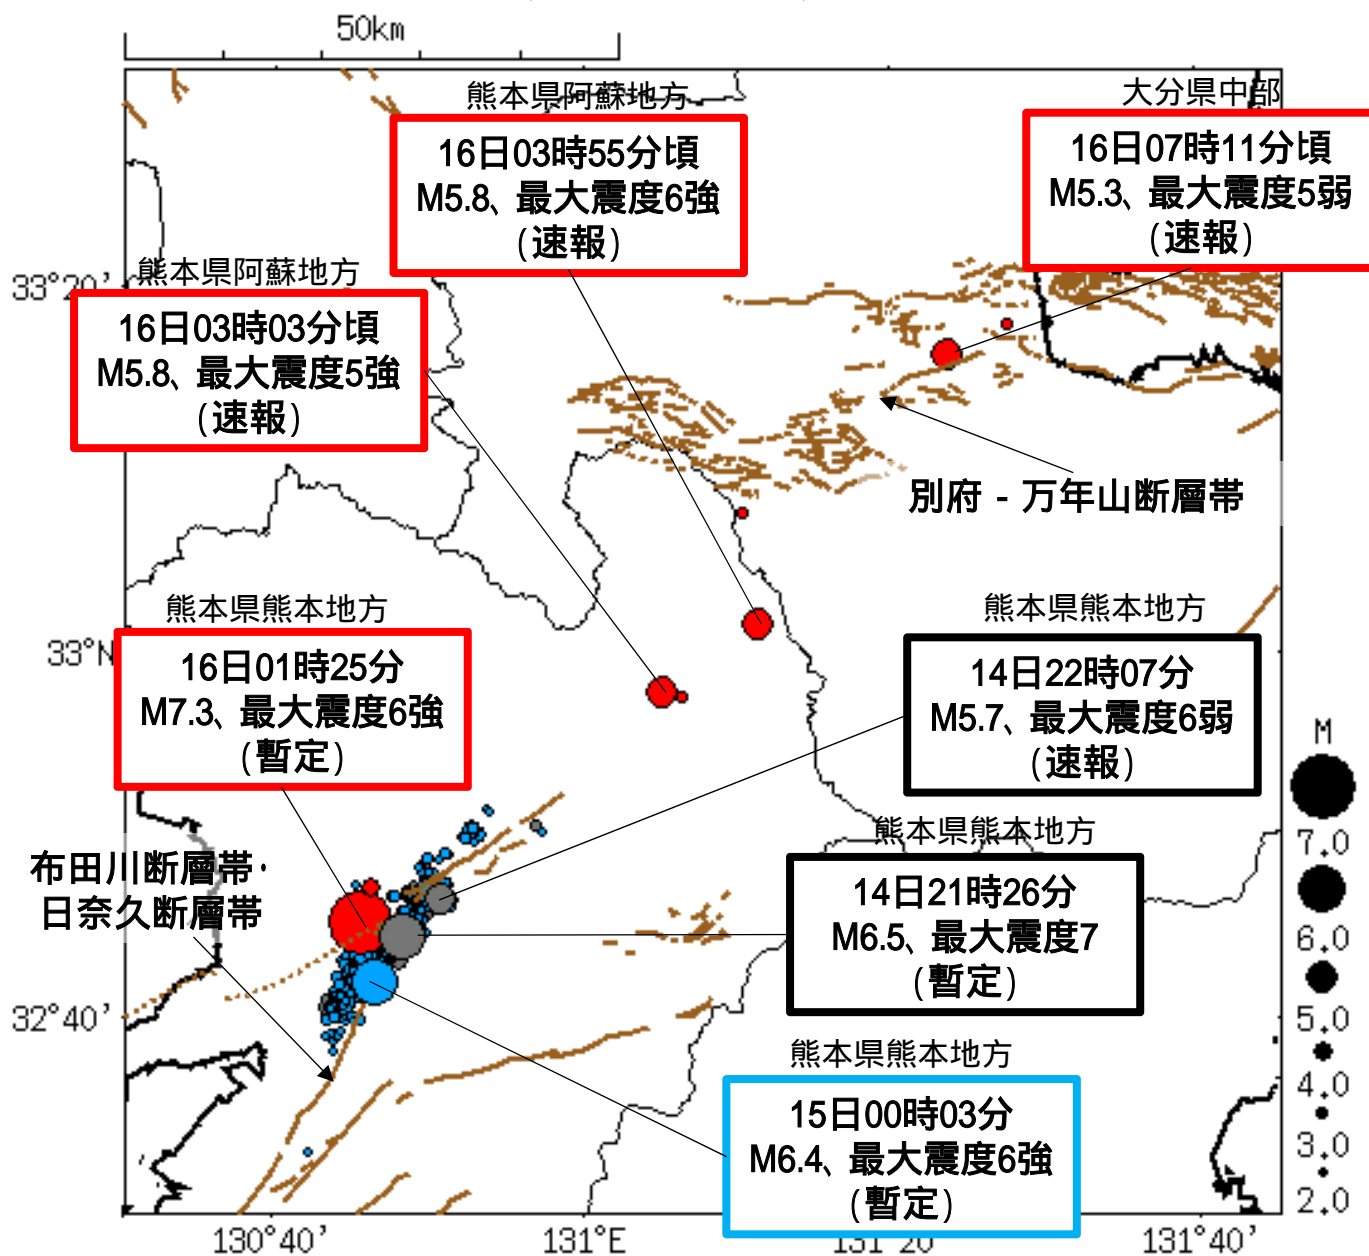 50km
熊本県阿蘇地方
16日03時55分頃
M5.8、最大震度6強
(速報)
大分県中部
16日07時11分頃
M5.3、最大震度5弱
(速報)
33°20'
熊本県阿蘇地方
16日03時03分頃
M5.8、最大震度5強
(速報)
別府 - 万年山断層帯
33°N
熊本県熊本地方
16日01時25分
M7.3、最大震度6強
(暫定)
熊本県熊本地方
14日22時07分
M5.7、最大震度6弱
(速報)
布田川断層帯・
日奈久断層帯
熊本県熊本地方
14日21時26分
M6.5、最大震度7
(暫定)
32°40'
熊本県熊本地方
15日00時03分
M6.4、最大震度6強
(暫定)
M
7.0
6.0
5.0
4.0
3.0
2.0
130°40'
131°E
131°20'
131°40'